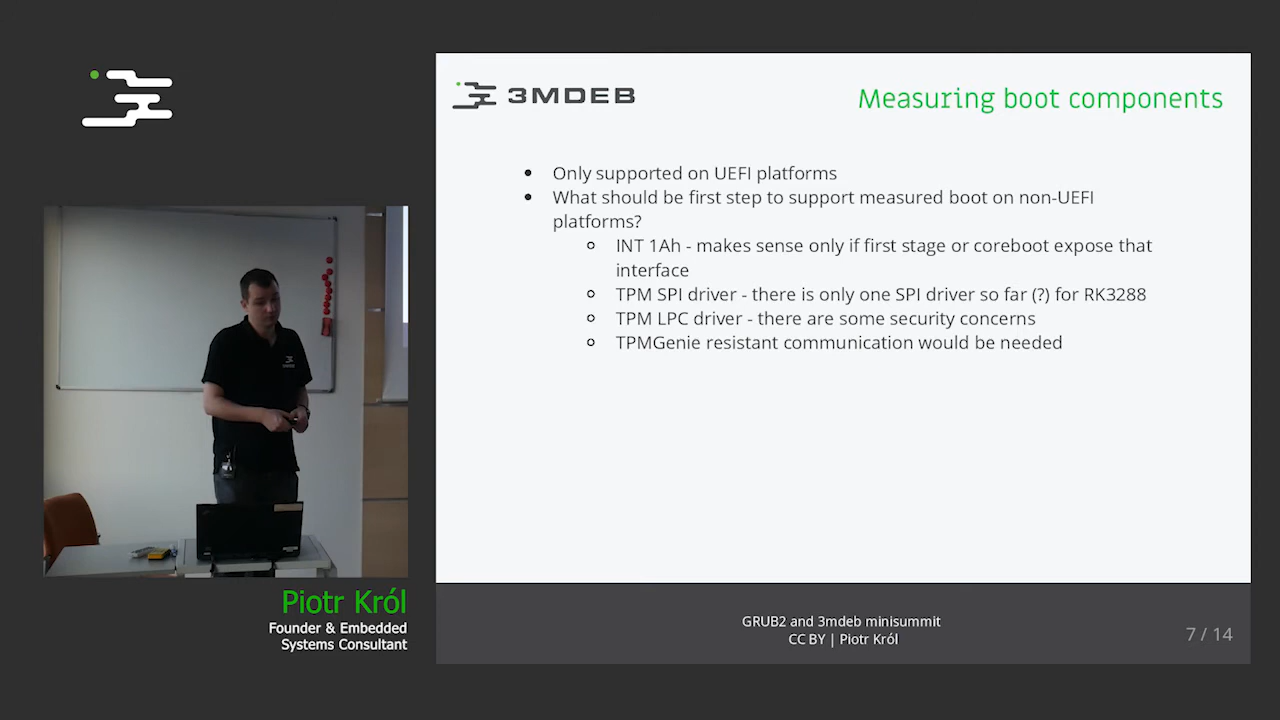 3MDEB
Measuring boot components
• Only supported on UEFI platforms
• What should be first step to support measured boot on non-UEFI
platforms?
○ INT 1Ah - makes sense only if first stage or coreboot expose that
interface
○ TPM SPI driver - there is only one SPI driver so far (?) for RK3288
○ TPM LPC driver - there are some security concerns
○ TPMGenie resistant communication would be needed
Piotr Król
Founder & Embedded
Systems Consultant
GRUB2 and 3mdeb minisummit
CC BY | Piotr Król
7 / 14